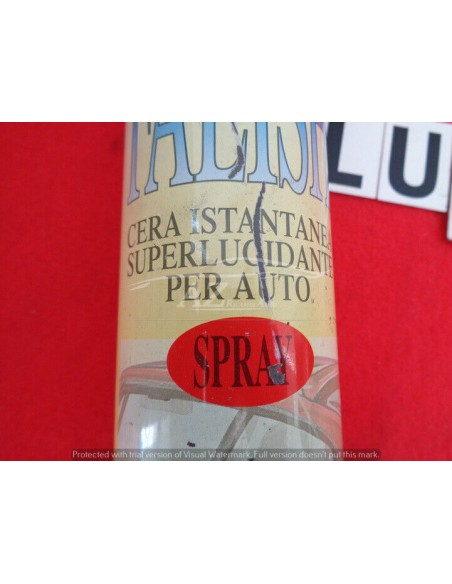 TALISM
LU
CERA ISTANTANEA
SUPERLUCIDANTE
PER AUTO
SPRAY
Protected with trial version of Visual Watermark. Full version doesn't put this mark.